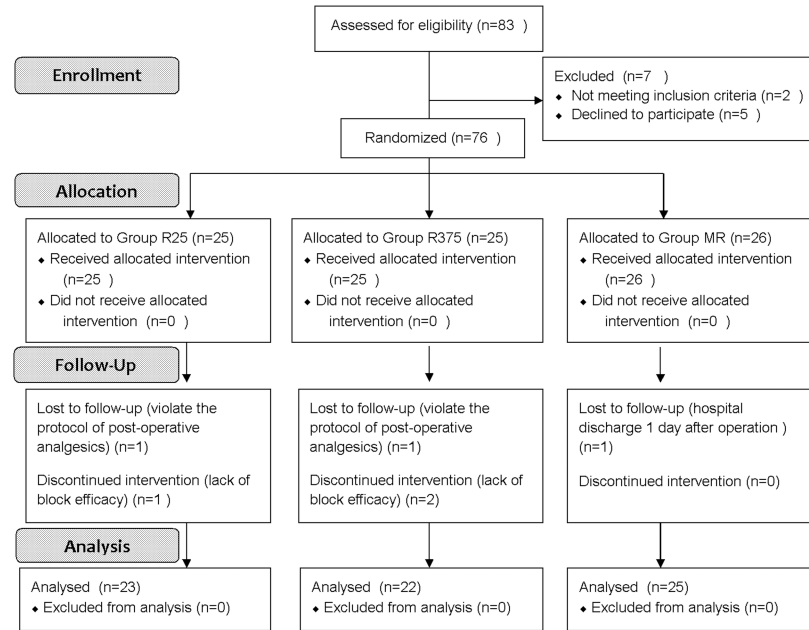 Assessed for eligibility (n=83 )
Enrollment
Excluded (n=7 )
♦ Not meeting inclusion criteria (n=2 )
♦ Declined to participate (n=5 )
Randomized (n=76 )
Allocation
Allocated to Group R25 (n=25)
♦ Received allocated intervention
(n=25 )
♦ Did not receive allocated
intervention (n=0 )
Allocated to Group R375 (n=25)
♦ Received allocated intervention
(n=25 )
♦ Did not receive allocated
intervention (n=0 )
Allocated to Group MR (n=26)
♦ Received allocated intervention
(n=26 )
♦ Did not receive allocated
intervention (n=0 )
Follow-Up
Lost to follow-up (violate the
protocol of post-operative
analgesics) (n=1)
Discontinued intervention (lack of
block efficacy) (n=1 )
Lost to follow-up (violate the
protocol of post-operative
analgesics) (n=1)
Discontinued intervention (lack of
block efficacy) (n=2)
Lost to follow-up (hospital
discharge 1 day after operation )
(n=1)
Discontinued intervention (n=0)
Analysis
Analysed (n=23)
♦ Excluded from analysis (n=0)
Analysed (n=22)
♦ Excluded from analysis (n=0)
Analysed (n=25)
♦ Excluded from analysis (n=0)